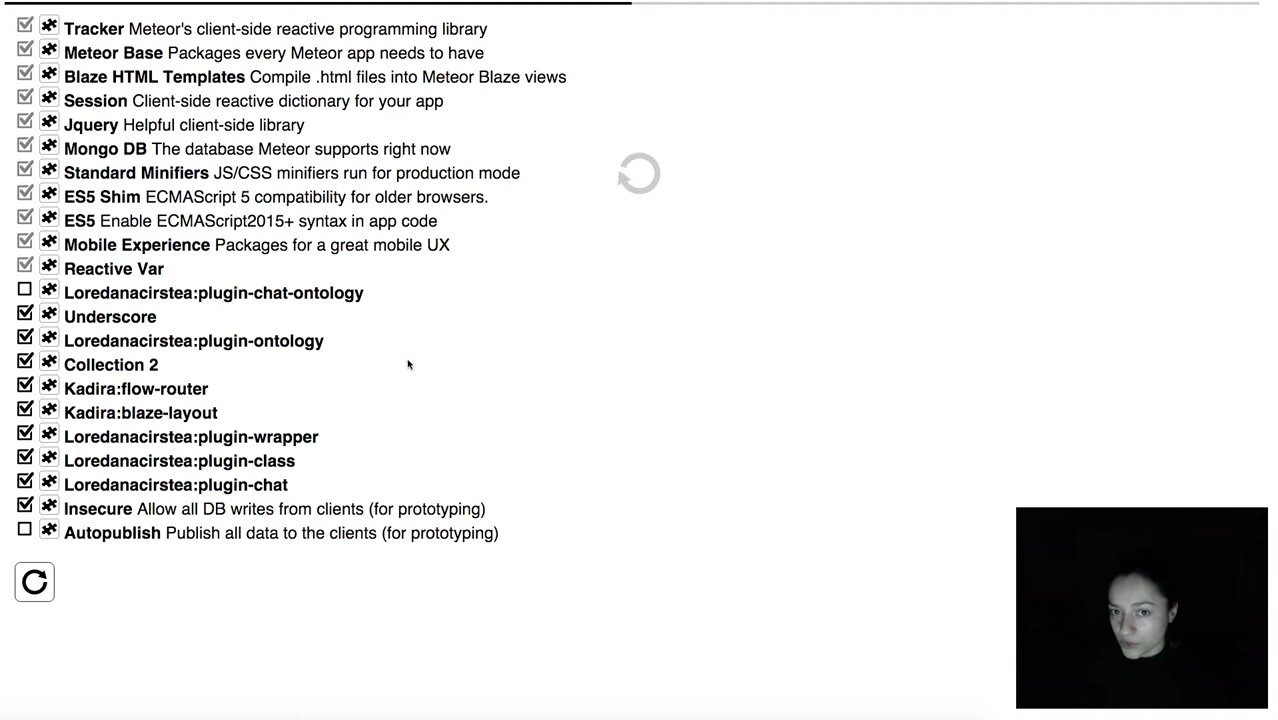 Tracker Meteor's client-side reactive programming library
Meteor Base Packages every Meteor app needs to have
Blaze HTML Templates Compile .html files into Meteor Blaze views
Session Client-side reactive dictionary for your app
Jquery Helpful client-side library
Mongo DB The database Meteor supports right now
Standard Minifiers JS/CSS minifiers run for production mode
ES5 Shim ECMAScript 5 compatibility for older browsers.
ES5 Enable ECMAScript2015+ syntax in app code
Mobile Experience Packages for a great mobile UX
Reactive Var
Loredanacirstea:plugin-chat-ontology
Underscore
Loredanacirstea:plugin-ontology
Collection 2
Kadira:flow-router
Kadira:blaze-layout
Loredanacirstea:plugin-wrapper
Loredanacirstea:plugin-class
Loredanacirstea:plugin-chat
Insecure Allow all DB writes from clients (for prototyping)
Autopublish Publish all data to the clients (for prototyping)